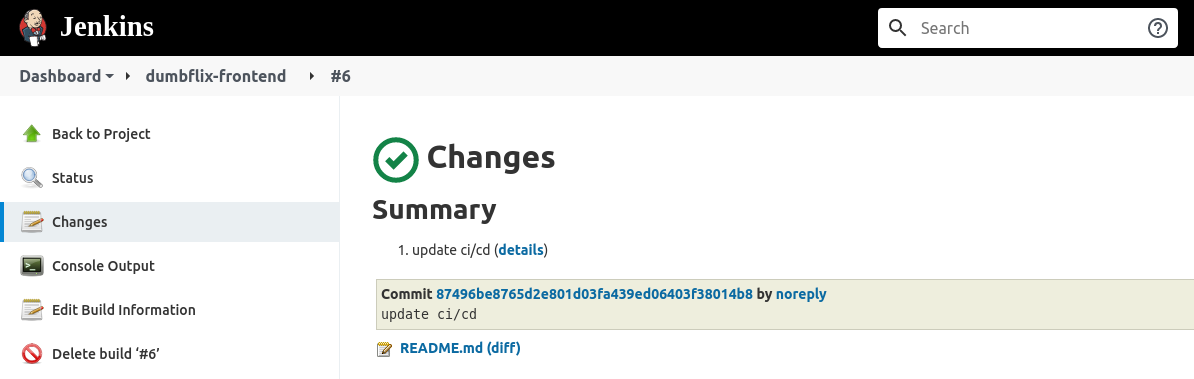 Jenkins
Search
Dashboard dumbflix-frontend #6
Back to Project
Status
Changes
Console Output
Edit Build Information
Delete build ‘#6’
Changes
Summary
1. update ci/cd (details)
Commit 87496be8765d2e801d03fa439ed06403f38014b8 by noreply
update ci/cd
README.md (diff)